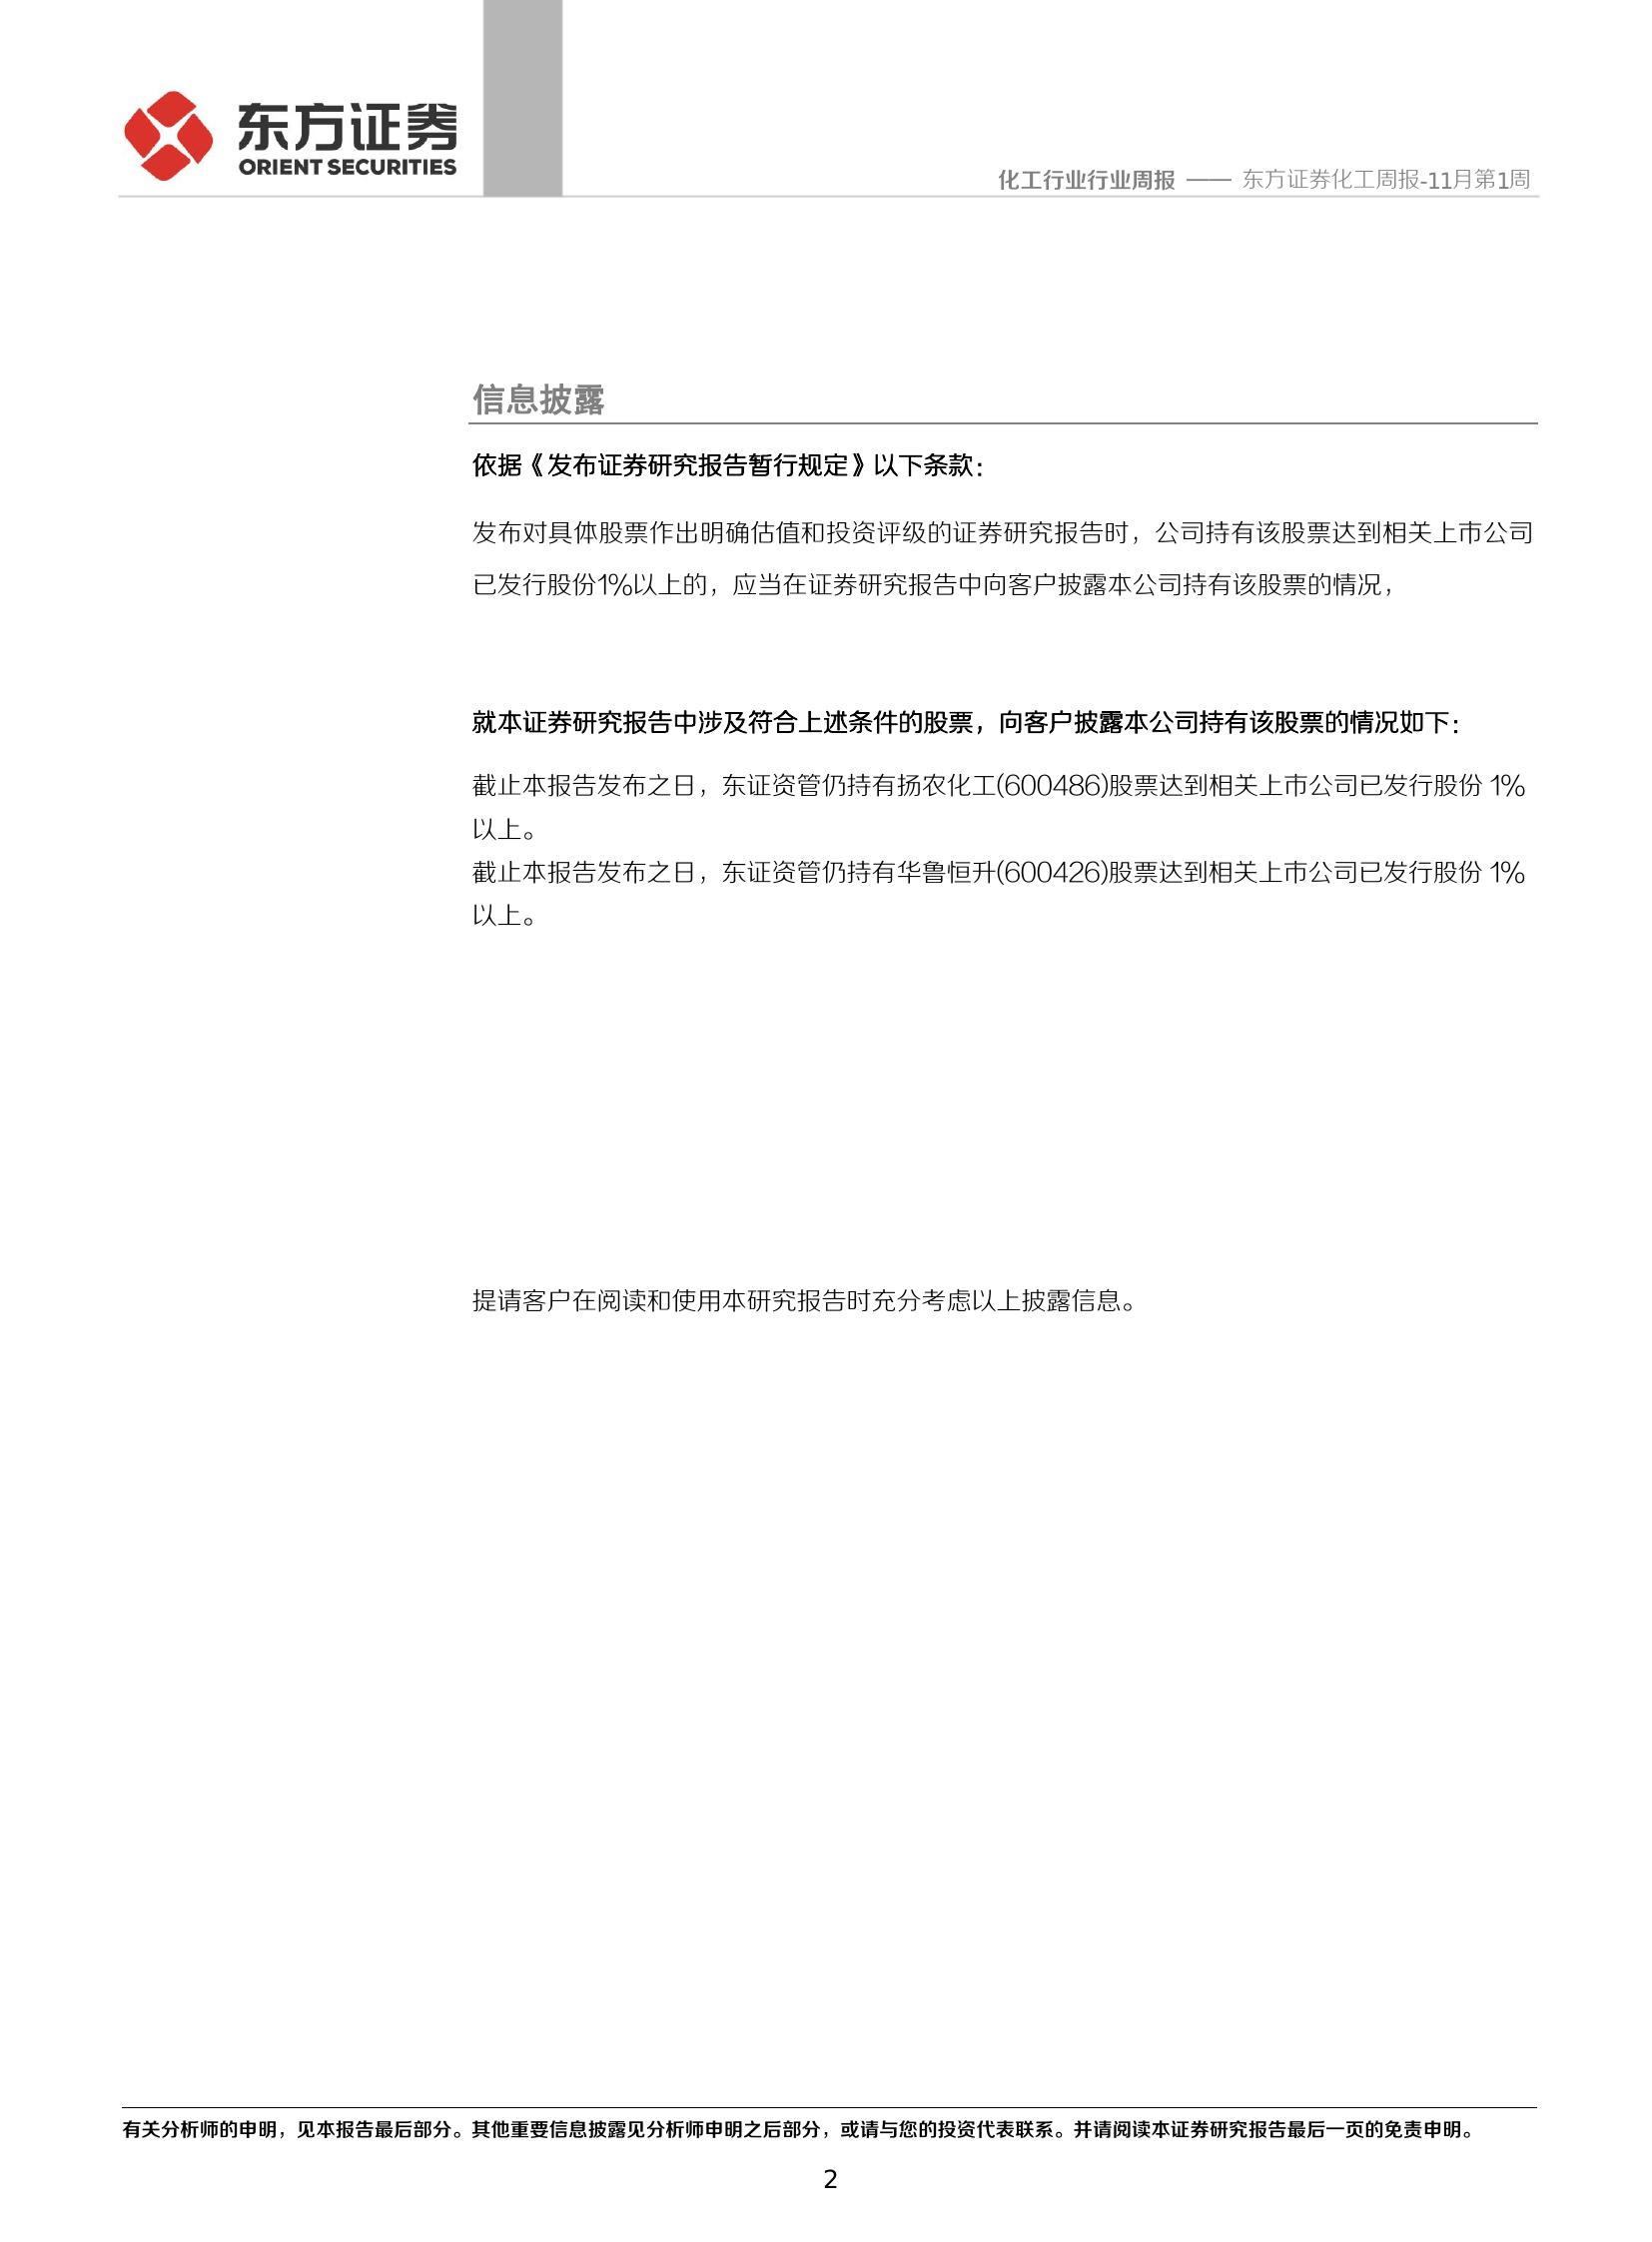 东方证券
ORIENT SECURITIES
化工行业行业周报 —— 东方证券化工周报-11月第1周
信息披露
依据《发布证券研究报告暂行规定》以下条款：
发布对具体股票作出明确估值和投资评级的证券研究报告时，公司持有该股票达到相关上市公司
已发行股份1%以上的，应当在证券研究报告中向客户披露本公司持有该股票的情况，
就本证券研究报告中涉及符合上述条件的股票，向客户披露本公司持有该股票的情况如下：
截止本报告发布之日，东证资管仍持有扬农化工(600486)股票达到相关上市公司已发行股份 1%
以上。
截止本报告发布之日，东证资管仍持有华鲁恒升(600426)股票达到相关上市公司已发行股份 1%
以上。
提请客户在阅读和使用本研究报告时充分考虑以上披露信息。
有关分析师的申明，见本报告最后部分。其他重要信息披露见分析师申明之后部分，或请与您的投资代表联系。并请阅读本证券研究报告最后一页的免责申明。
2